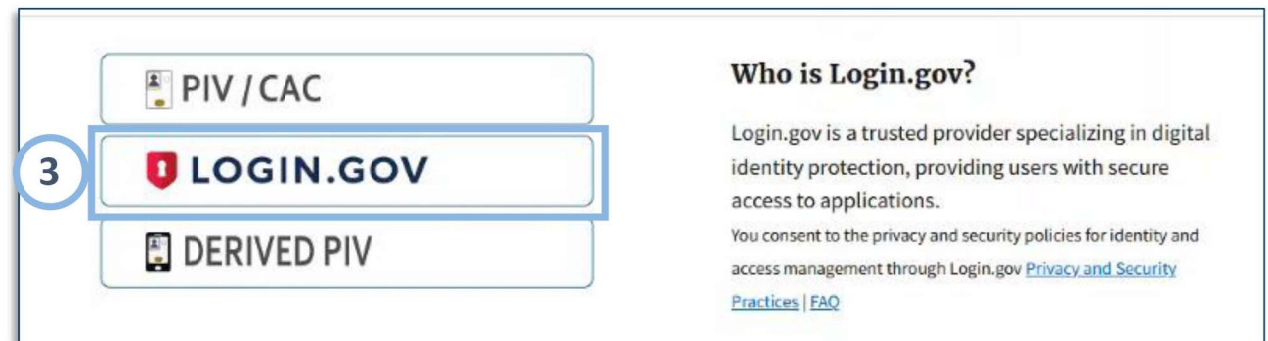 PIV / CAC
3
LOGIN.GOV
DERIVED PIV
Who is Login.gov?
Login.gov is a trusted provider specializing in digital
identity protection, providing users with secure
access to applications.
You consent to the privacy and security policies for identity and
access management through Login.gov Privacy and Security
Practices | FAQ